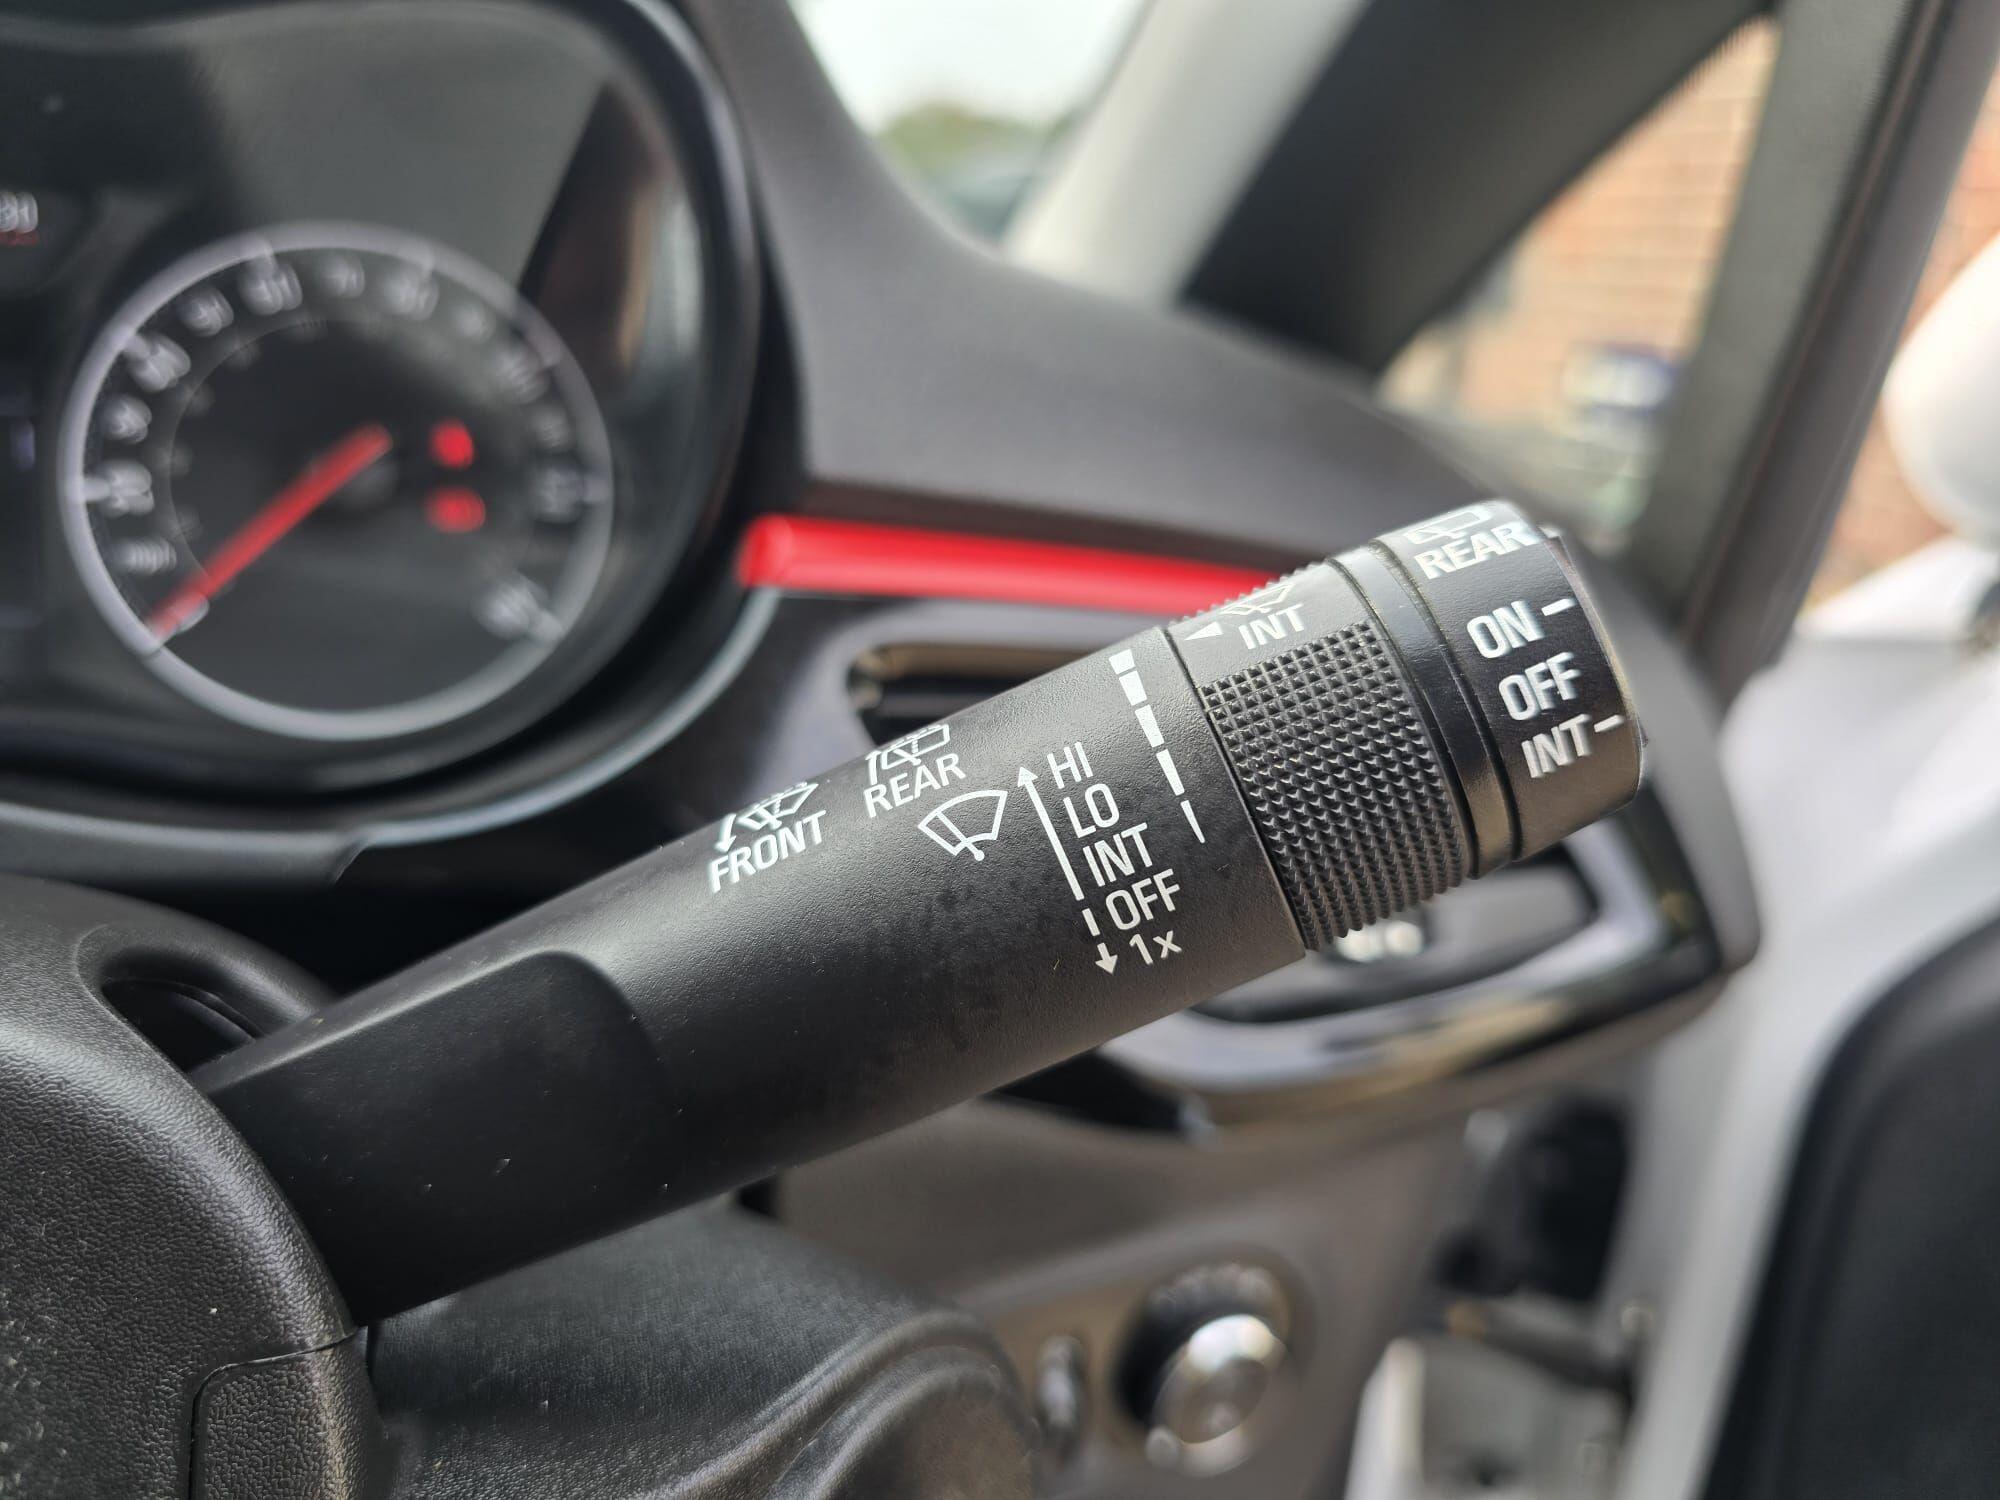 REAR
ON
OFF
INT
INT
REAR
FRONT
HI
LO
INT
OFF
1x